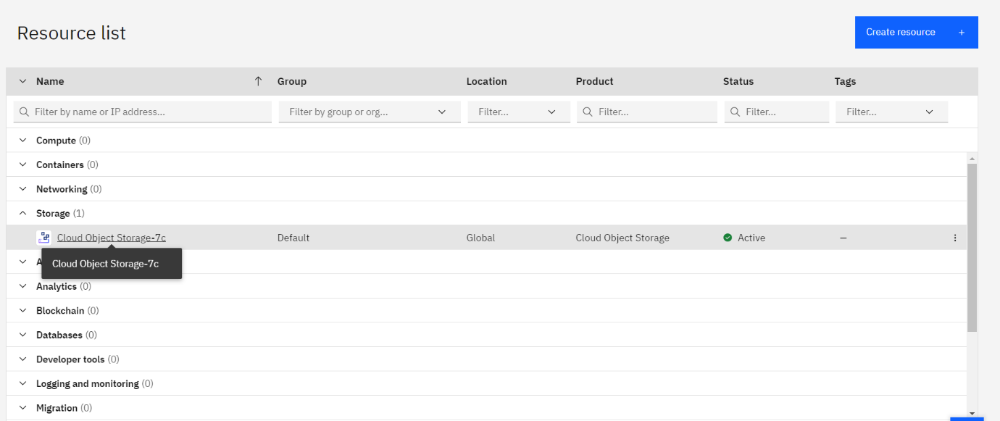 Resource list
Create resource +
Name Group Location Product Status Tags
Filter by name or IP address... Filter by group or org... Filter... Filter... Filter... Filter...
Compute (0)
Containers (0)
Networking (0)
Storage (1)
Cloud Object Storage-7c Default Global Cloud Object Storage Active —
Cloud Object Storage-7c
Analytics (0)
Blockchain (0)
Databases (0)
Developer tools (0)
Logging and monitoring (0)
Migration (0)